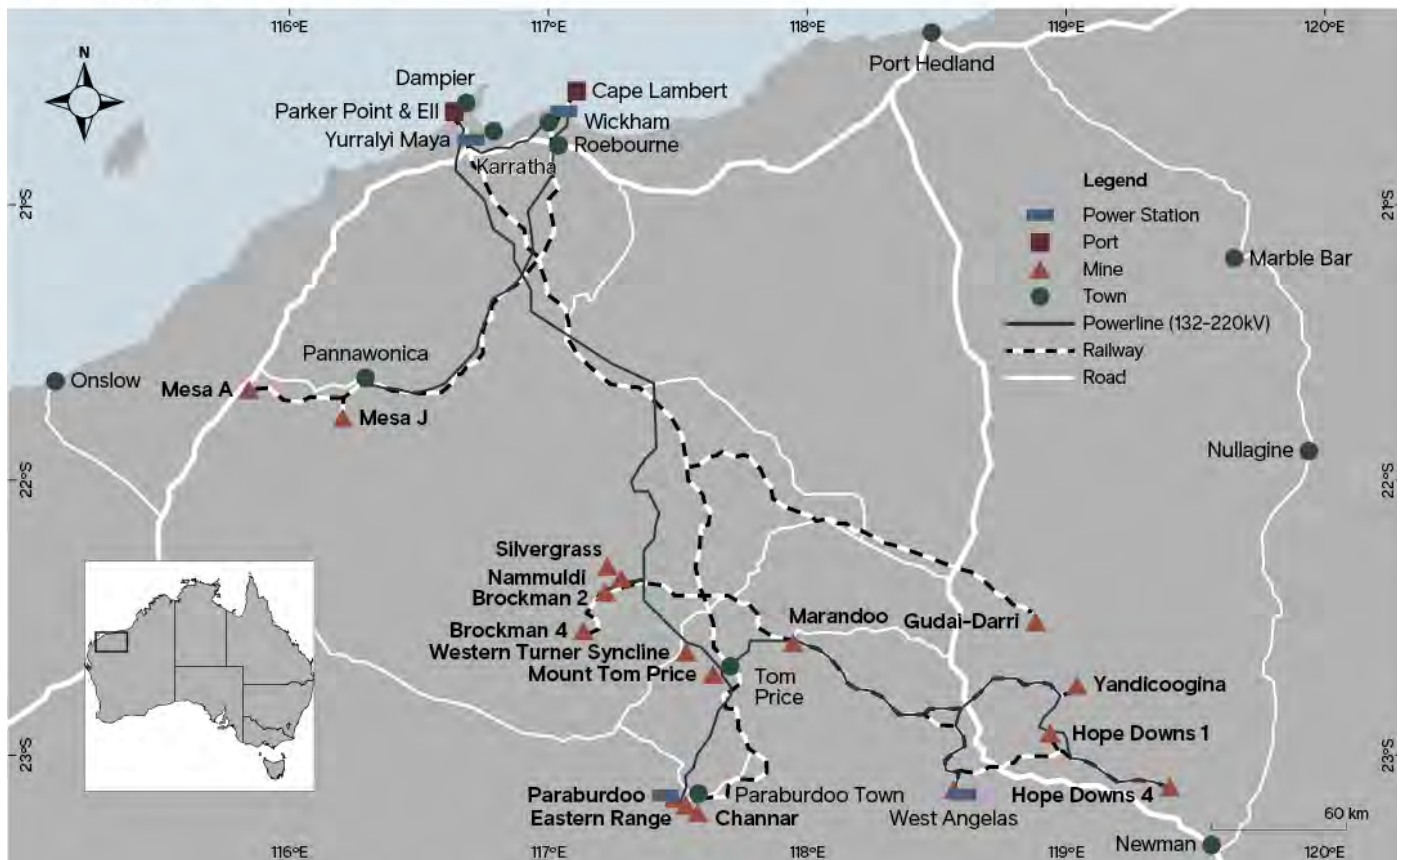 116°E
117°E
118°E
119°E
120°E
N
Port Hedland
Dampier
Cape Lambert
Parker Point & Ell
Wickham
Yurralyi Maya
Roebourne
Karratha
21°S
21°S
Legend
Power Station
Port
Mine
Town
Powerline (132-220kV)
Railway
Road
Marble Bar
Pannawonica
Onslow
Mesa A
Mesa J
Nullagine
22°S
22°S
Silvergrass
Nammuldi
Brockman 2
Brockman 4
Marandoo
Gudai-Darri
Western Turner Syncline
Mount Tom Price
Tom
Price
Yandicoogina
Hope Downs 1
23°S
23°S
Paraburdoo
Paraburdoo Town
Hope Downs 4
Eastern Range
Channar
West Angelas
60 km
Newman
116°E
117°E
118°E
119°E
120°E